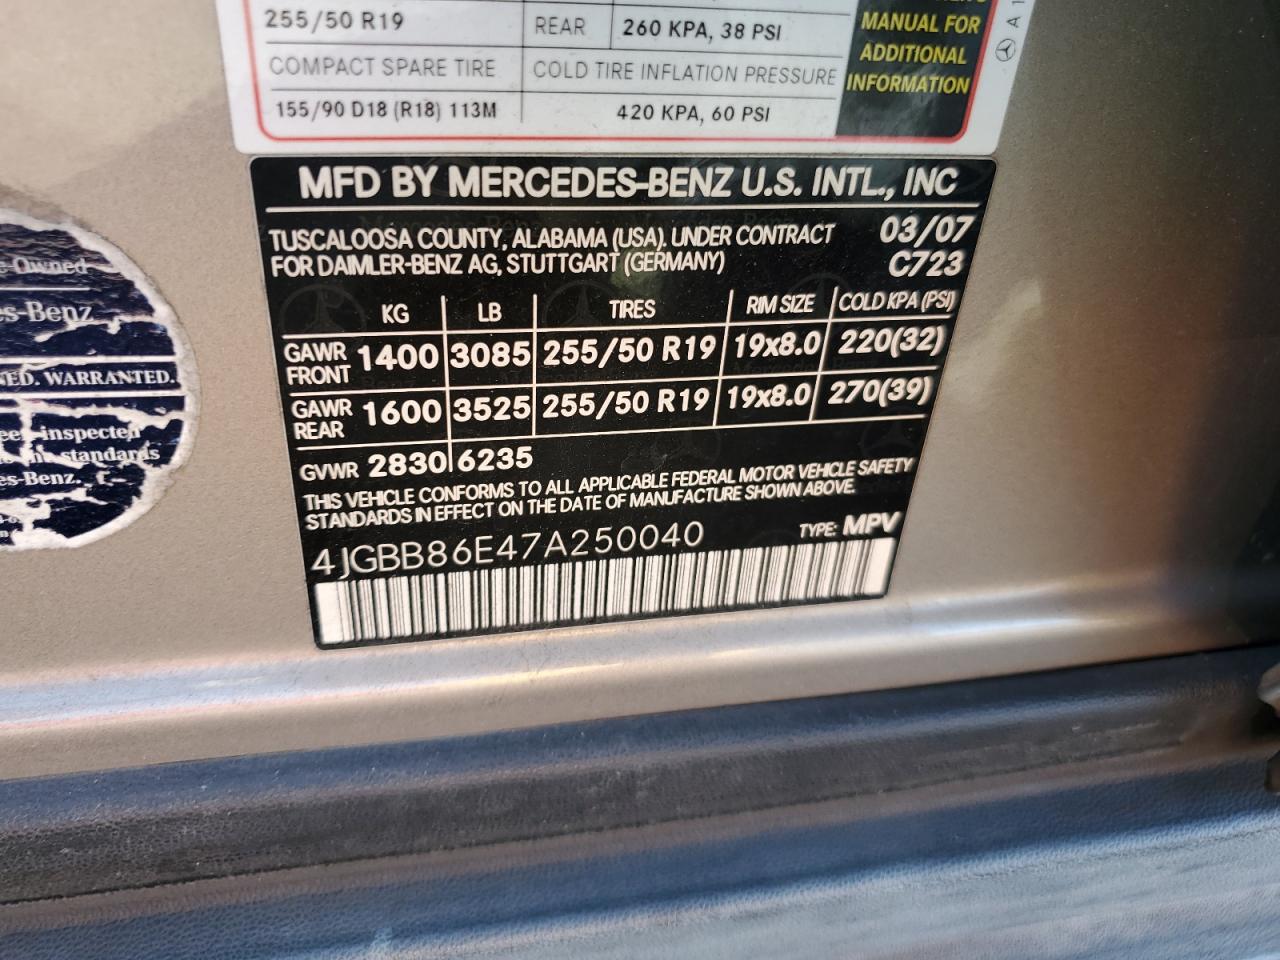 MANUAL FOR
ADDITIONAL
INFORMATION
255/50 R19 REAR 260 KPA, 38 PSI
COMPACT SPARE TIRE COLD TIRE INFLATION PRESSURE
155/90 D18 (R18) 113M 420 KPA, 60 PSI
MFD BY MERCEDES-BENZ U.S. INTL., INC
TUSCALOOSA COUNTY, ALABAMA (USA). UNDER CONTRACT 03/07
FOR DAIMLER-BENZ AG, STUTTGART (GERMANY) C723
KG LB TIRES RIM SIZE COLD KPA (PSI)
GAWR FRONT 1400 3085 255/50 R19 19x8.0 220(32)
GAWR REAR 1600 3525 255/50 R19 19x8.0 270(39)
GVWR 2830 6235
THIS VEHICLE CONFORMS TO ALL APPLICABLE FEDERAL MOTOR VEHICLE SAFETY
STANDARDS IN EFFECT ON THE DATE OF MANUFACTURE SHOWN ABOVE.
4JGBB86E47A250040 TYPE: MPV
-Owned
s-Benz
ED. WARRANTED.
inspected
standards
es-Benz.